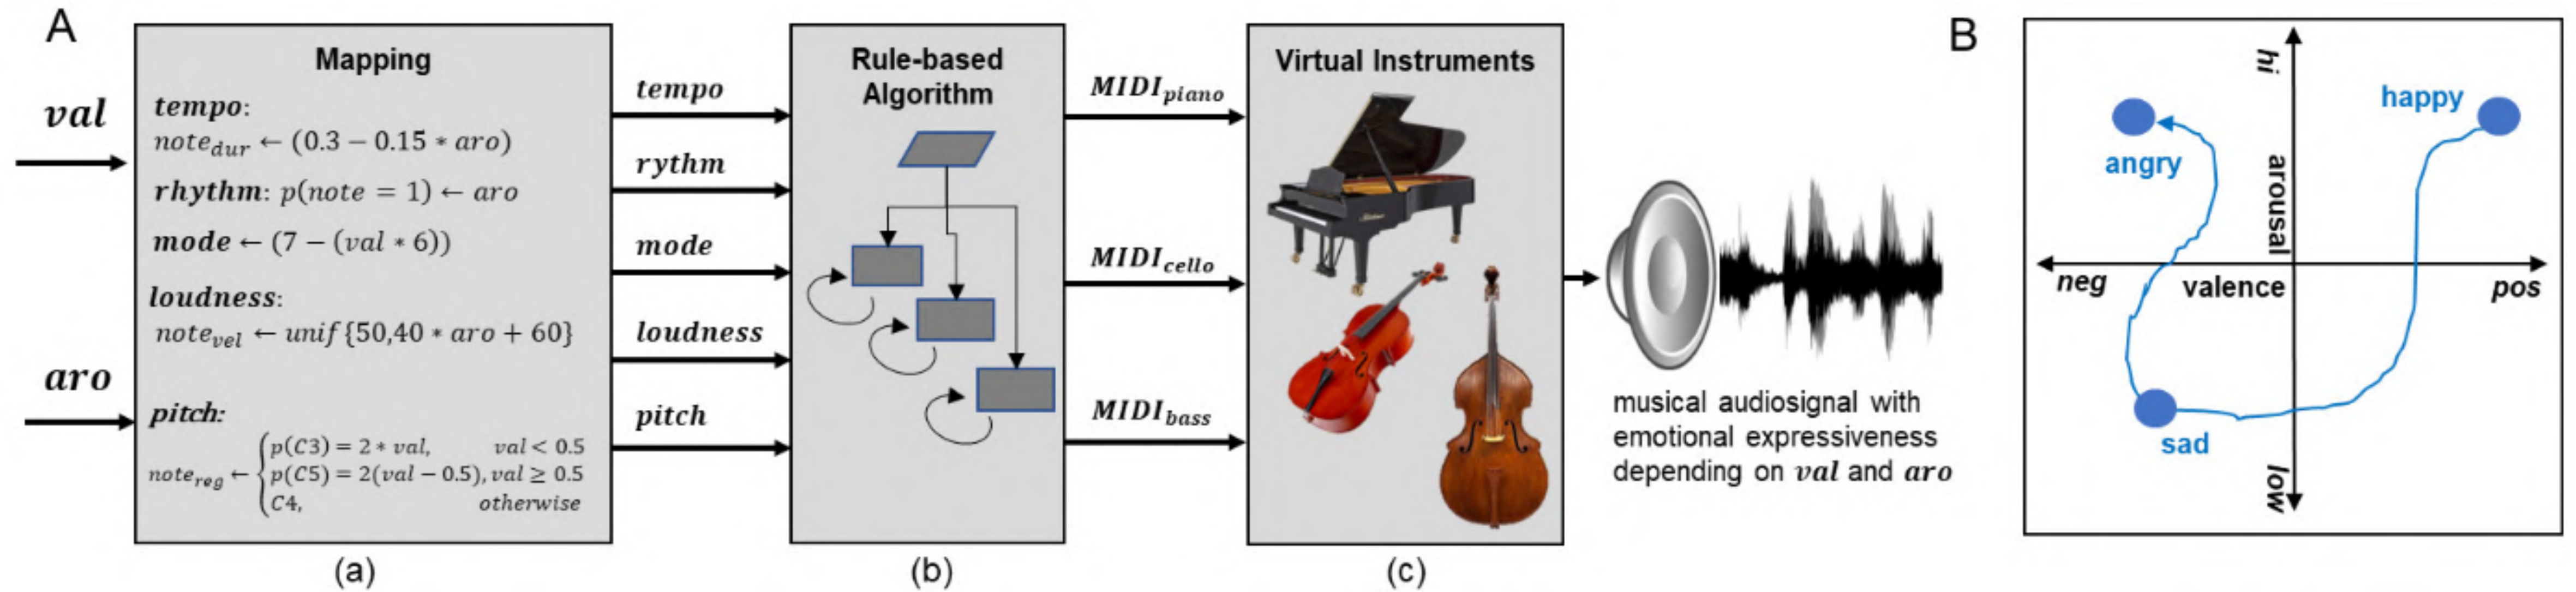 A
val
aro
Mapping
tempo:
note_dur ← (0.3 − 0.15 * aro)
rhythm: p(note = 1) ← aro
mode ← (7 − (val * 6))
loudness:
note_vel ← unif{50,40 * aro + 60}
pitch:
note_reg ← { p(C3) = 2 * val, val < 0.5
p(C5) = 2(val − 0.5), val ≥ 0.5
C4, otherwise
(a)
tempo
rythm
mode
loudness
pitch
Rule-based
Algorithm
(b)
MIDI_piano
MIDI_cello
MIDI_bass
Virtual Instruments
(c)
musical audiosignal with
emotional expressiveness
depending on val and aro
B
hi
happy
angry
arousal
neg
valence
pos
sad
low